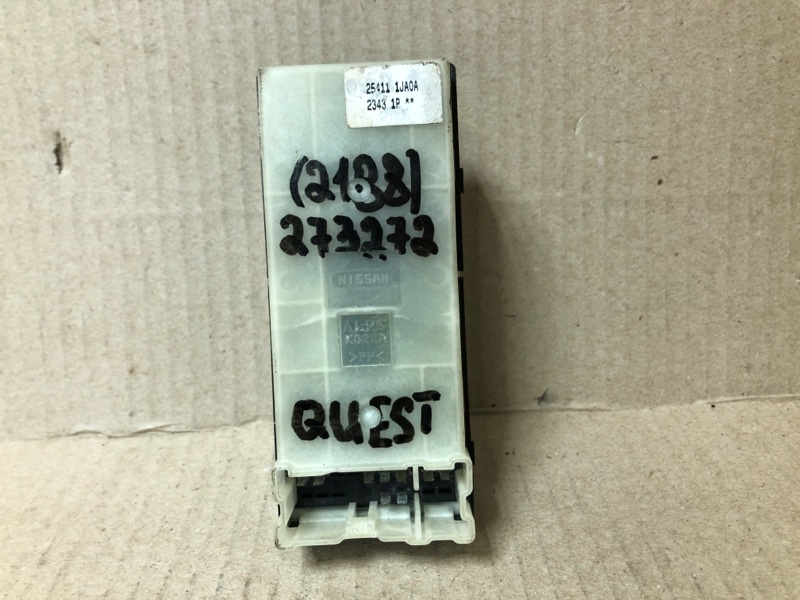 25411 1JA0A
2343 1P **
(2188)
273272
NISSAN
ALPS
KOREA
>PP<
QUEST